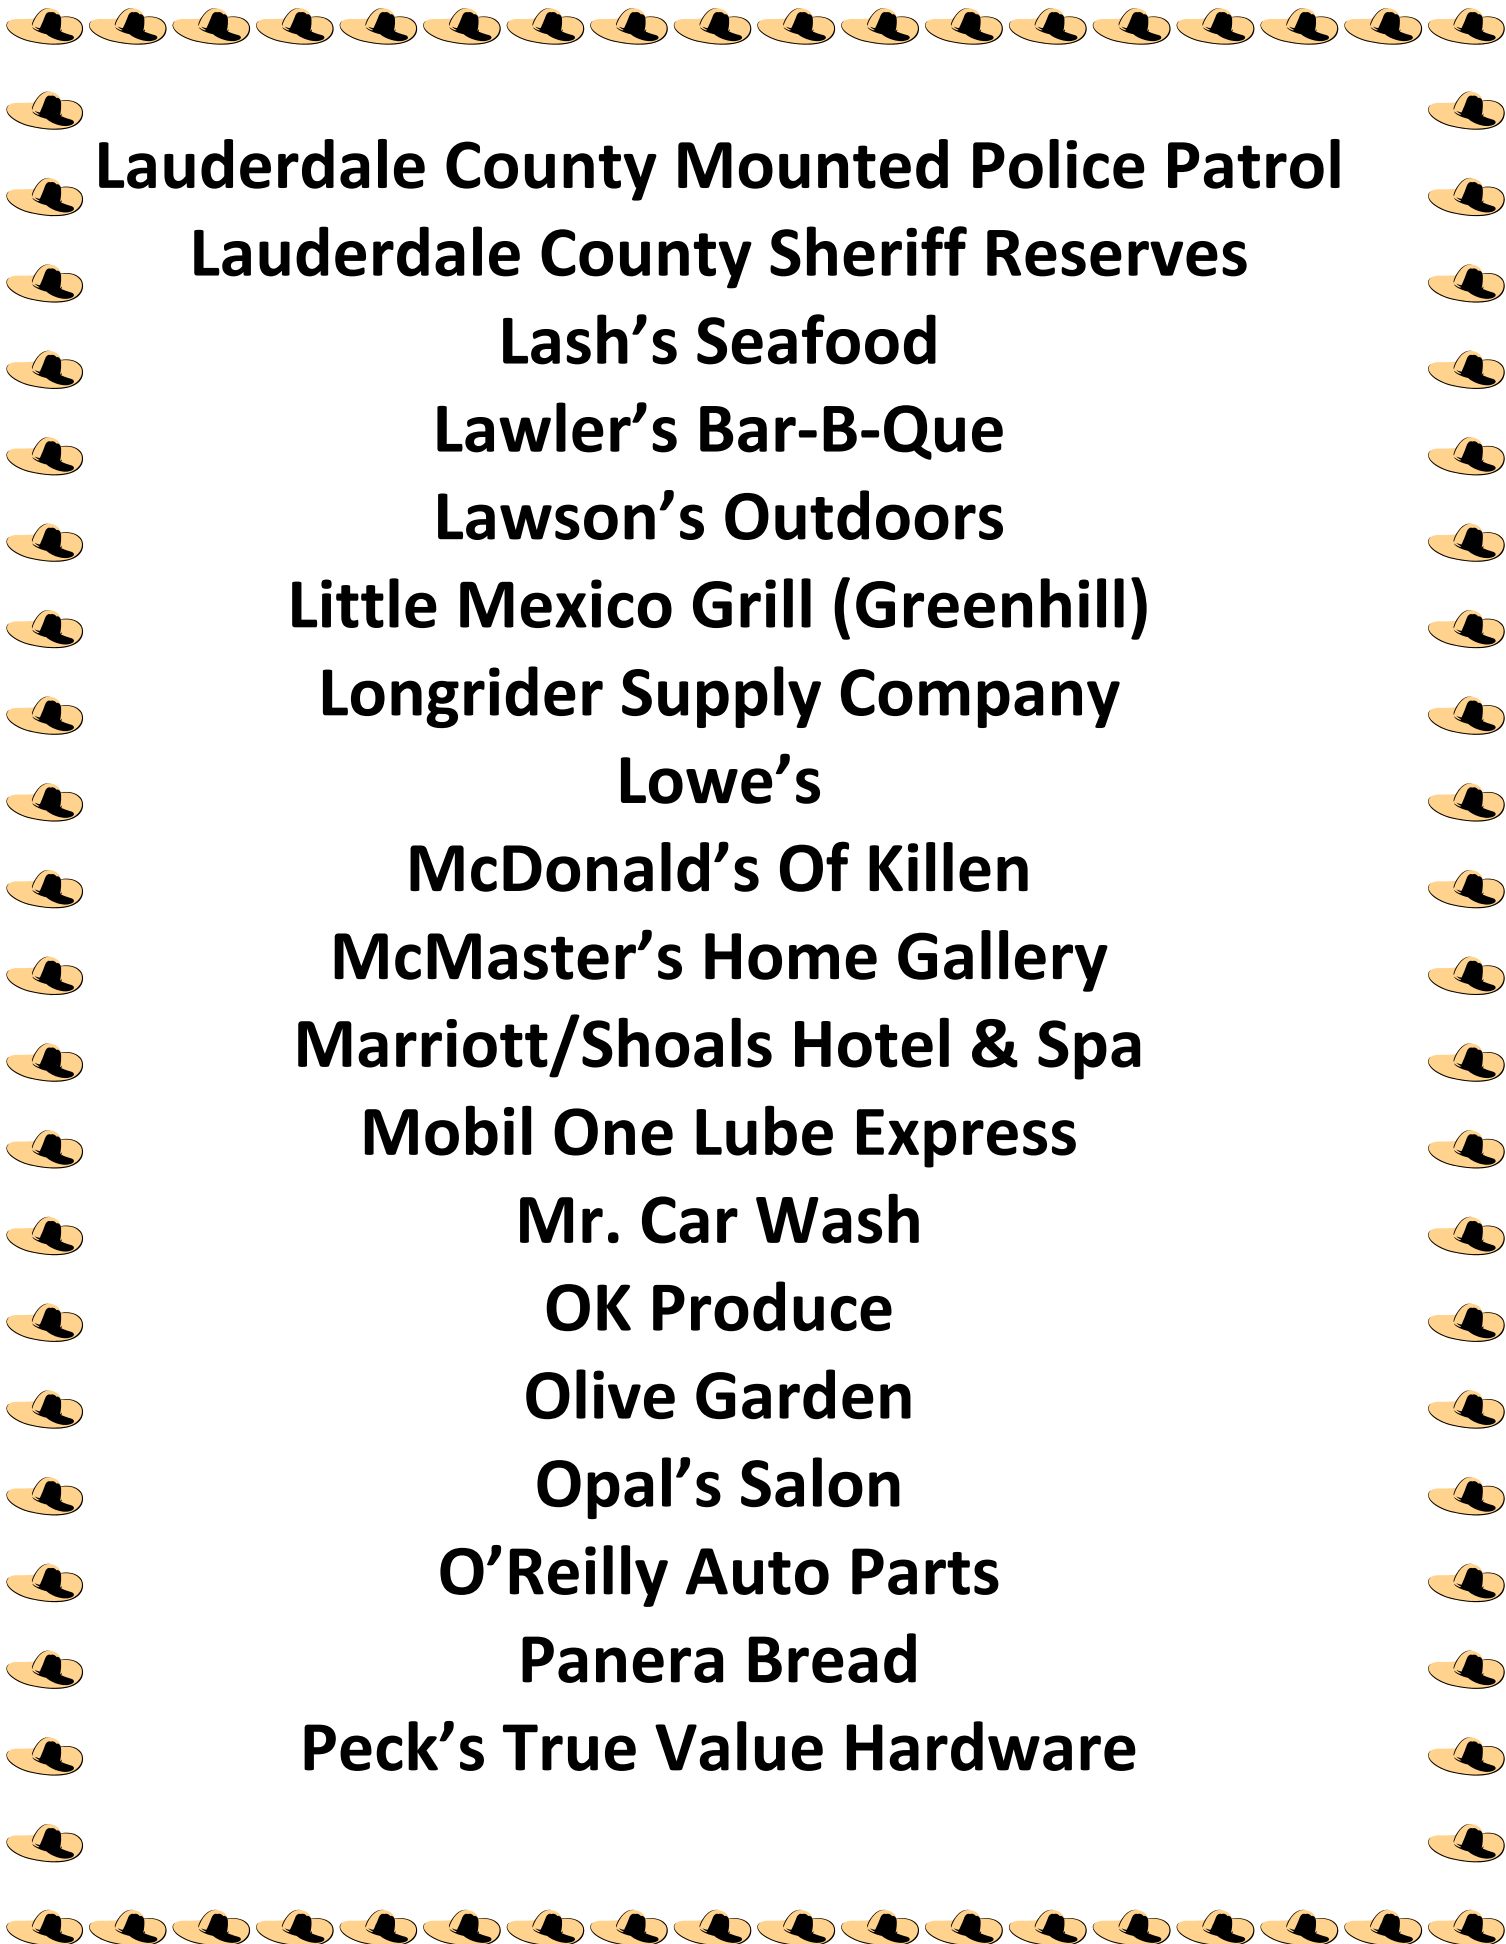 Lauderdale County Mounted Police Patrol
Lauderdale County Sheriff Reserves
Lash’s Seafood
Lawler’s Bar-B-Que
Lawson’s Outdoors
Little Mexico Grill (Greenhill)
Longrider Supply Company
Lowe’s
McDonald’s Of Killen
McMaster’s Home Gallery
Marriott/Shoals Hotel & Spa
Mobil One Lube Express
Mr. Car Wash
OK Produce
Olive Garden
Opal’s Salon
O’Reilly Auto Parts
Panera Bread
Peck’s True Value Hardware